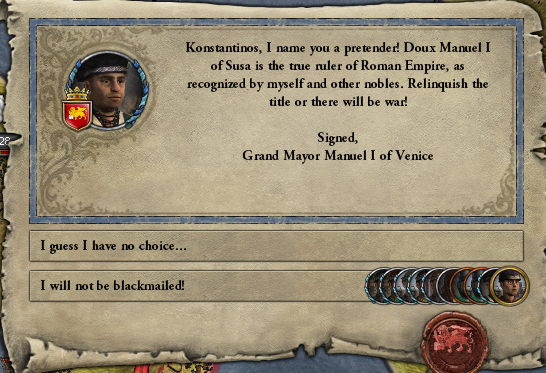 Konstantinos, I name you a pretender! Doux Manuel I
of Susa is the true ruler of Roman Empire, as
recognized by myself and other nobles. Relinquish the
title or there will be war!
Signed,
Grand Mayor Manuel I of Venice
28
I guess I have no choice...
I will not be blackmailed!